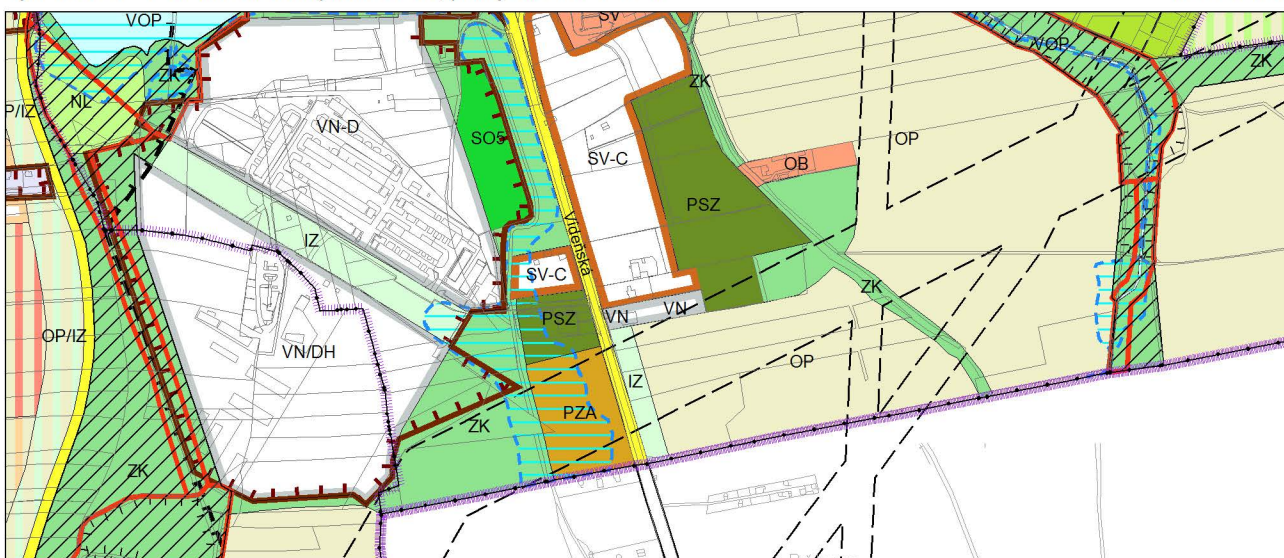 VOP
SV
VOP
ZK
ZK
ZK
NL
P/IZ
VN-D
SO5
SV-C
OB
OP
PSZ
IZ
Vídeňská
SV-C
ZK
PSZ
VN
VN
OP/IZ
VN/DH
IZ
OP
PZA
ZK
ZK